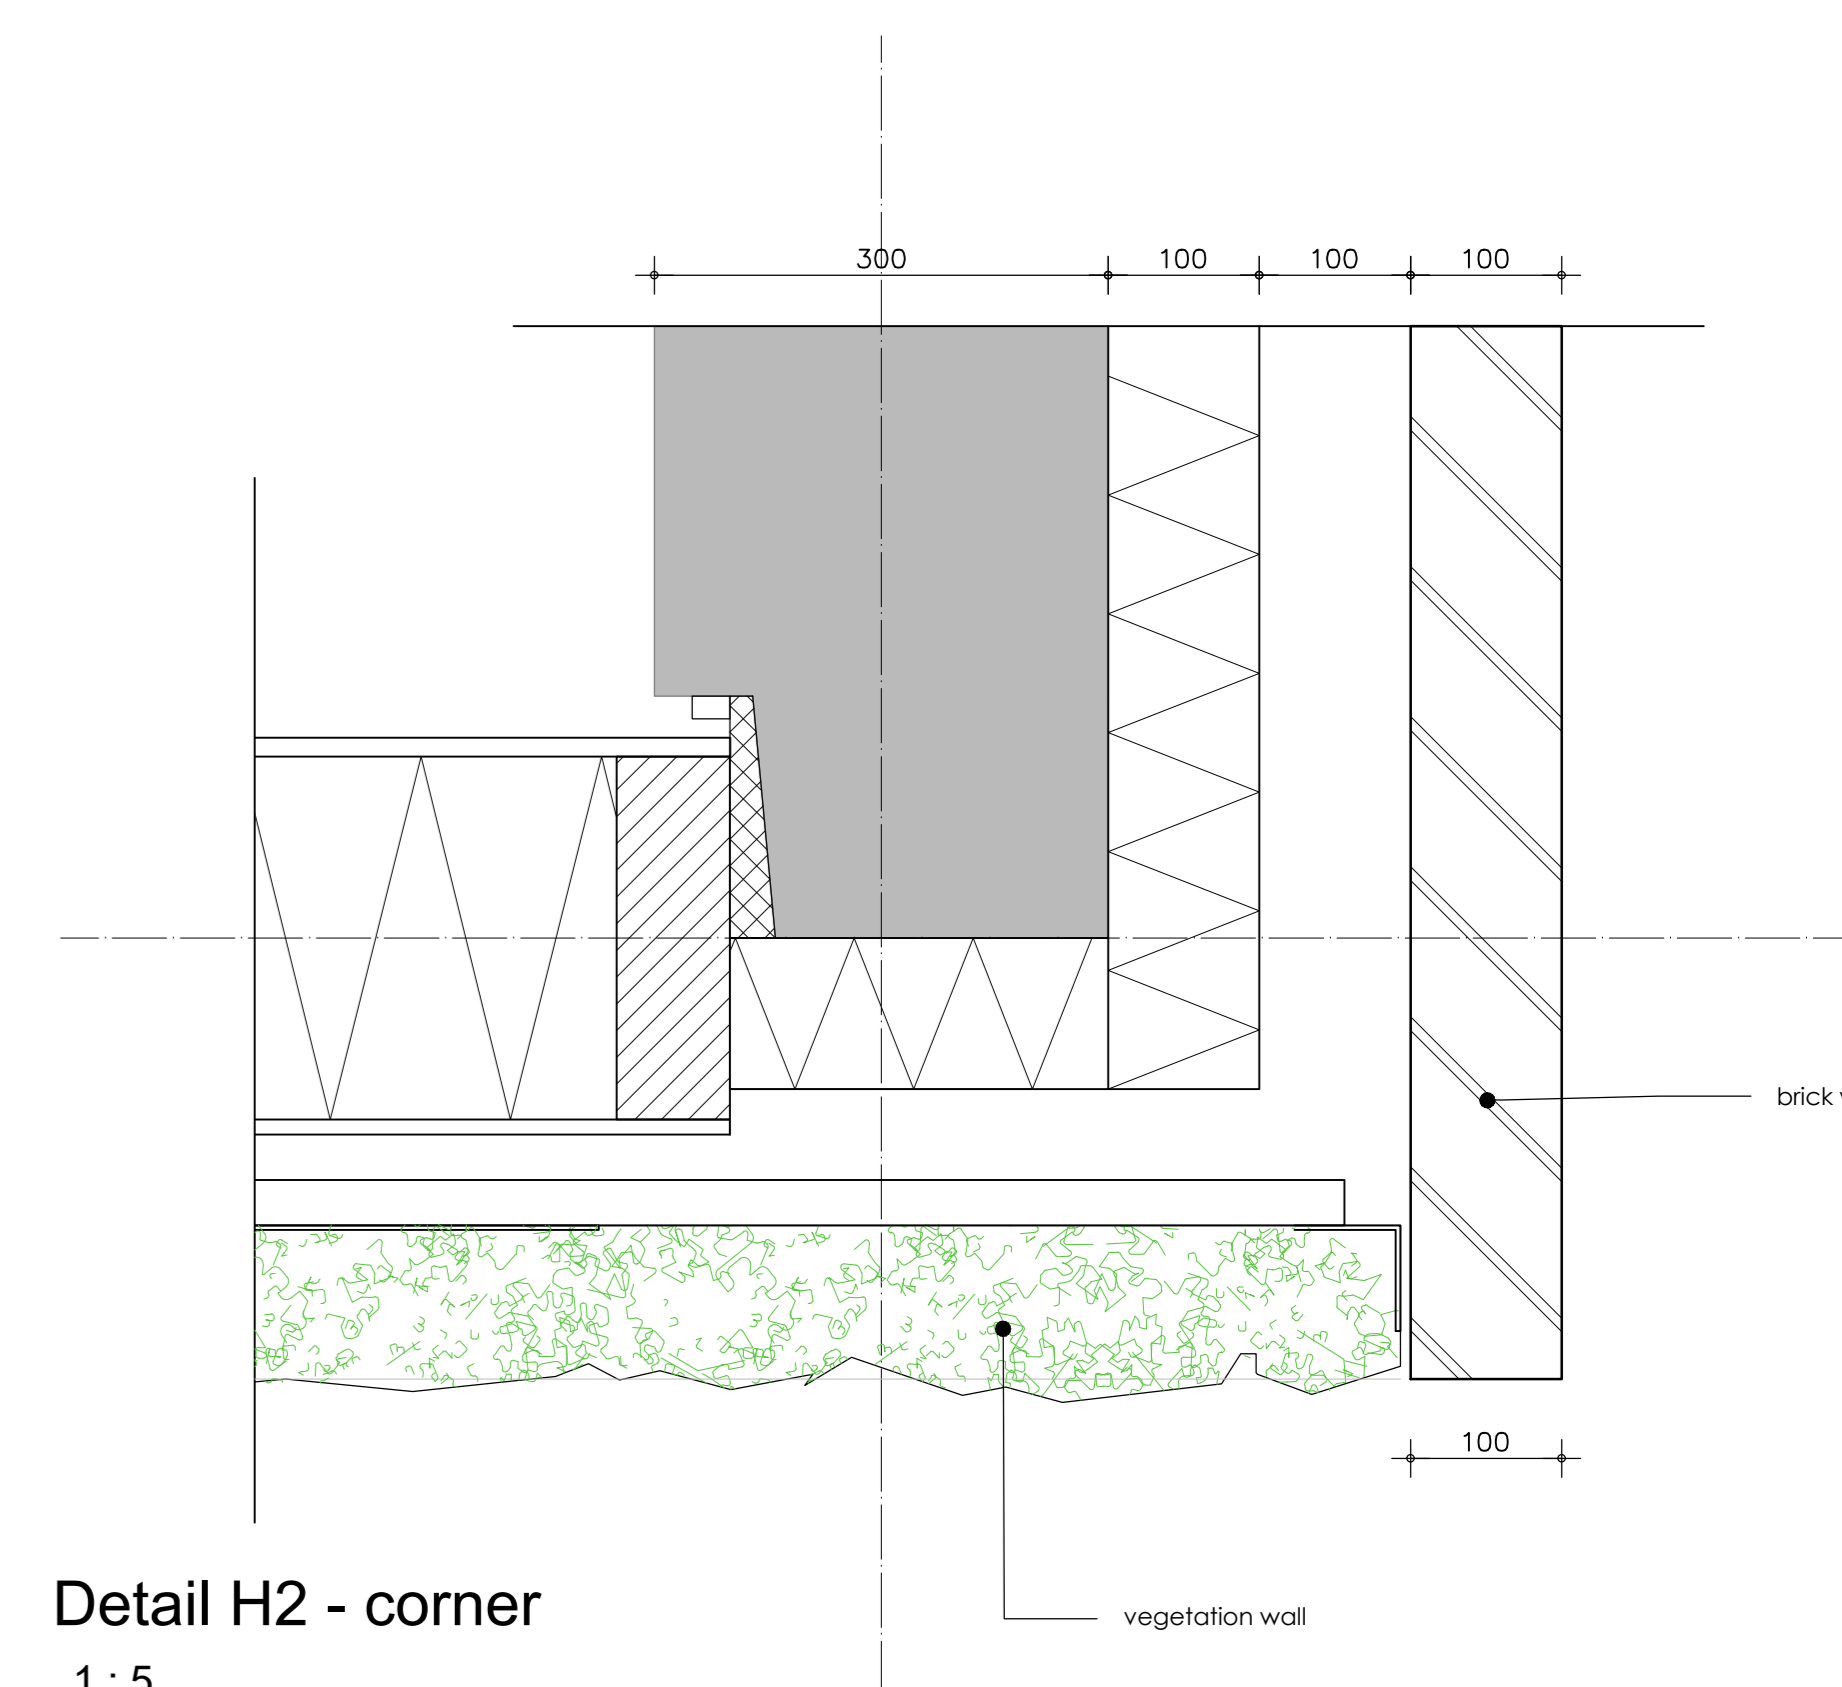 300 100 100 100
brick
100
Detail H2 - corner
vegetation wall
1 : 5